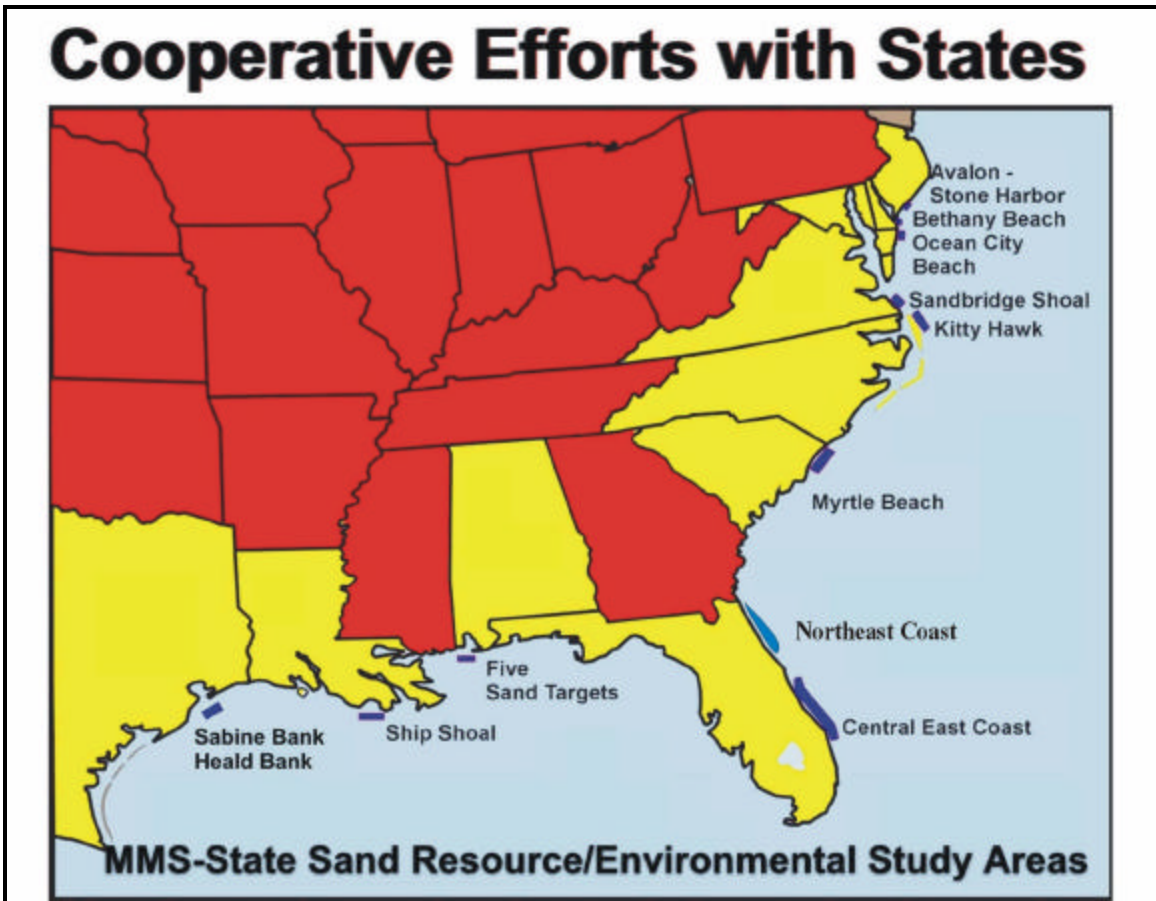 Cooperative Efforts with States
Avalon -
Stone Harbor
Bethany Beach
Ocean City
Beach
Sandbridge Shoal
Kitty Hawk
Myrtle Beach
Northeast Coast
Five
Sand Targets
Central East Coast
Ship Shoal
Sabine Bank
Heald Bank
MMS-State Sand Resource/Environmental Study Areas